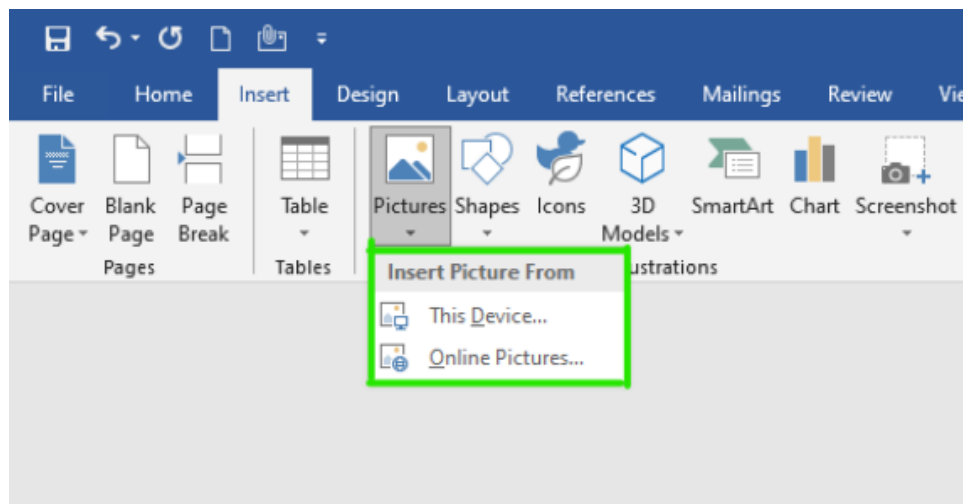 File Home Insert Design Layout References Mailings Review
Cover Blank Page Table Pictures Shapes Icons 3D SmartArt Chart Screenshot
Page Page Break Models
Pages Tables
Insert Picture From
This Device...
Online Pictures...